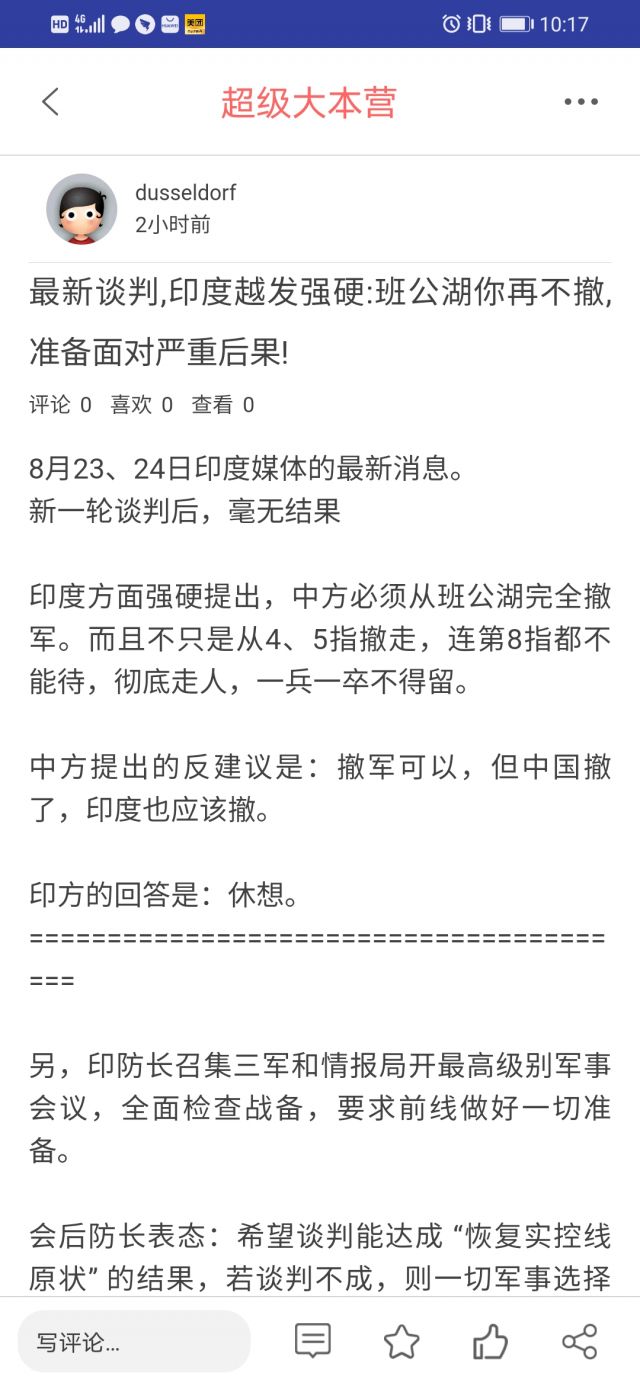 HD 4G 10:17
超级大本营
dusseldorf
2小时前
最新谈判,印度越发强硬:班公湖你再不撤,
准备面对严重后果!
评论 0 喜欢 0 查看 0
8月23、24日印度媒体的最新消息。
新一轮谈判后，毫无结果
印度方面强硬提出，中方必须从班公湖完全撤
军。而且不只是从4、5指撤走，连第8指都不
能待，彻底走人，一兵一卒不得留。
中方提出的反建议是：撤军可以，但中国撤
了，印度也应该撤。
印方的回答是：休想。
=====================================
===
另，印防长召集三军和情报局开最高级别军事
会议，全面检查战备，要求前线做好一切准
备。
会后防长表态：希望谈判能达成 “恢复实控线
原状” 的结果，若谈判不成，则一切军事选择
写评论...